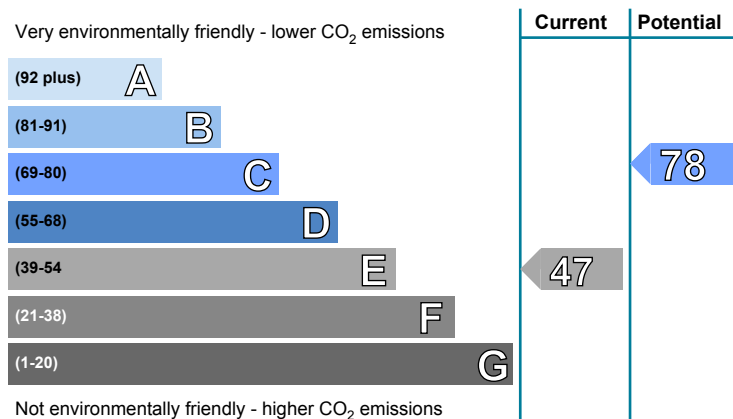 Current Potential
Very environmentally friendly - lower CO₂ emissions
(92 plus) A
(81-91) B
(69-80) C
78
(55-68) D
(39-54 E
47
(21-38) F
(1-20) G
Not environmentally friendly - higher CO₂ emissions